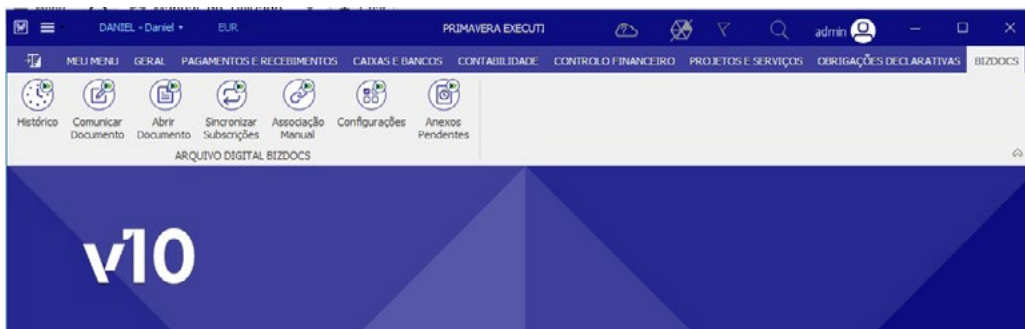 DANIEL - Daniel EUR PRIMAVERA EXECUTI admin
MEU MENU GERAL PAGAMENTOS E RECEBIMENTOS CAIXAS E BANCOS CONTABILIDADE CONTROLO FINANCEIRO PROJETOS E SERVIÇOS OBRIGAÇÕES DECLARATIVAS BIZDOCS
Histórico Comunicar Abrir Sincronizar Associação Configurações Anexos
Documento Documento Subscrições Manual Pendentes
ARQUIVO DIGITAL BIZDOCS
v10